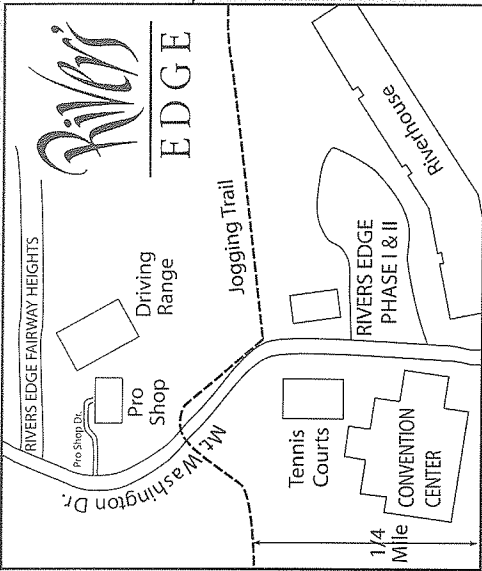 Rivers'
EDGE
RIVERS EDGE FAIRWAY HEIGHTS
Driving
Range
Pro
Shop
Pro Shop Dr.
Mt. Washington Dr.
Jogging Trail
Riverhouse
RIVERS EDGE
PHASE I & II
Tennis
Courts
CONVENTION
CENTER
1/4
Mile